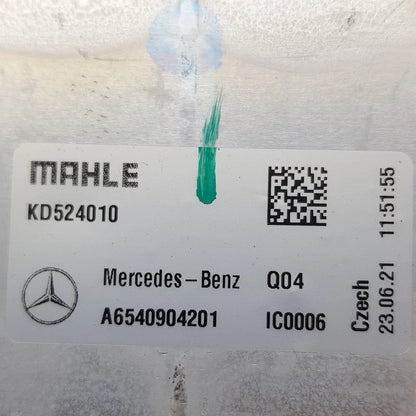 MAHLE
KD524010
Mercedes-Benz Q04
A6540904201 IC0006
Czech
23.06.21 11:51:55